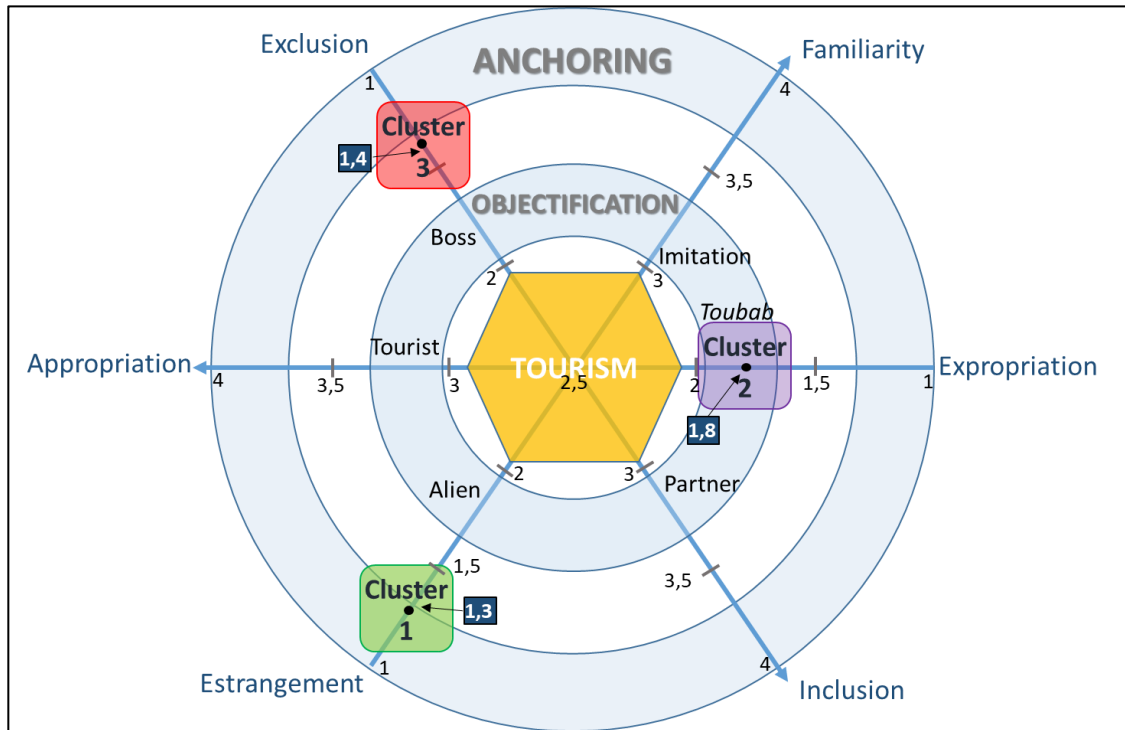 Exclusion
ANCHORING
Familiarity
1
4
Cluster
1,4
3
3,5
OBJECTIFICATION
Boss
Imitation
2
3
Toubab
Tourist
Cluster
Appropriation
TOURISM
Expropriation
4
3,5
3
2,5
2
2
1,5
1
1,8
Alien
2
3
Partner
1,5
3,5
Cluster
1,3
1
1
4
Estrangement
Inclusion